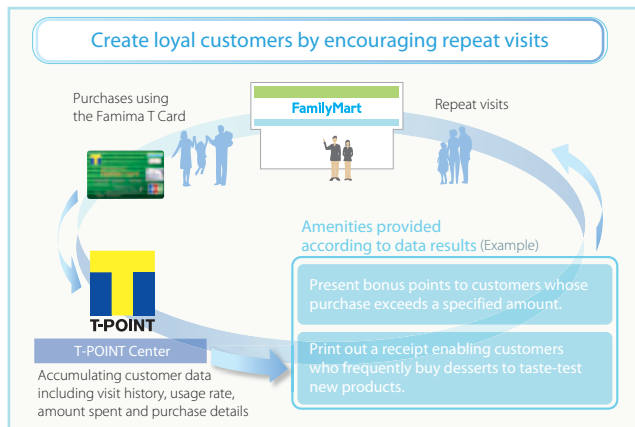 Create loyal customers by encouraging repeat visits
Purchases using
the Famima T Card
FamilyMart
Repeat visits
Amenities provided
according to data results (Example)
Present bonus points to customers whose
purchase exceeds a specified amount.
Print out a receipt enabling customers
who frequently buy desserts to taste-test
new products.
T-POINT
T-POINT Center
Accumulating customer data
including visit history, usage rate,
amount spent and purchase details